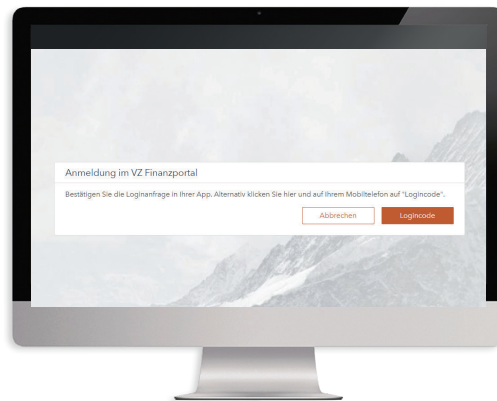 Anmeldung im VZ Finanzportal
Bestätigen Sie die Loginanfrage in Ihrer App. Alternativ klicken Sie hier und auf Ihrem Mobiltelefon auf "Logincode".
Abbrechen
Logincode